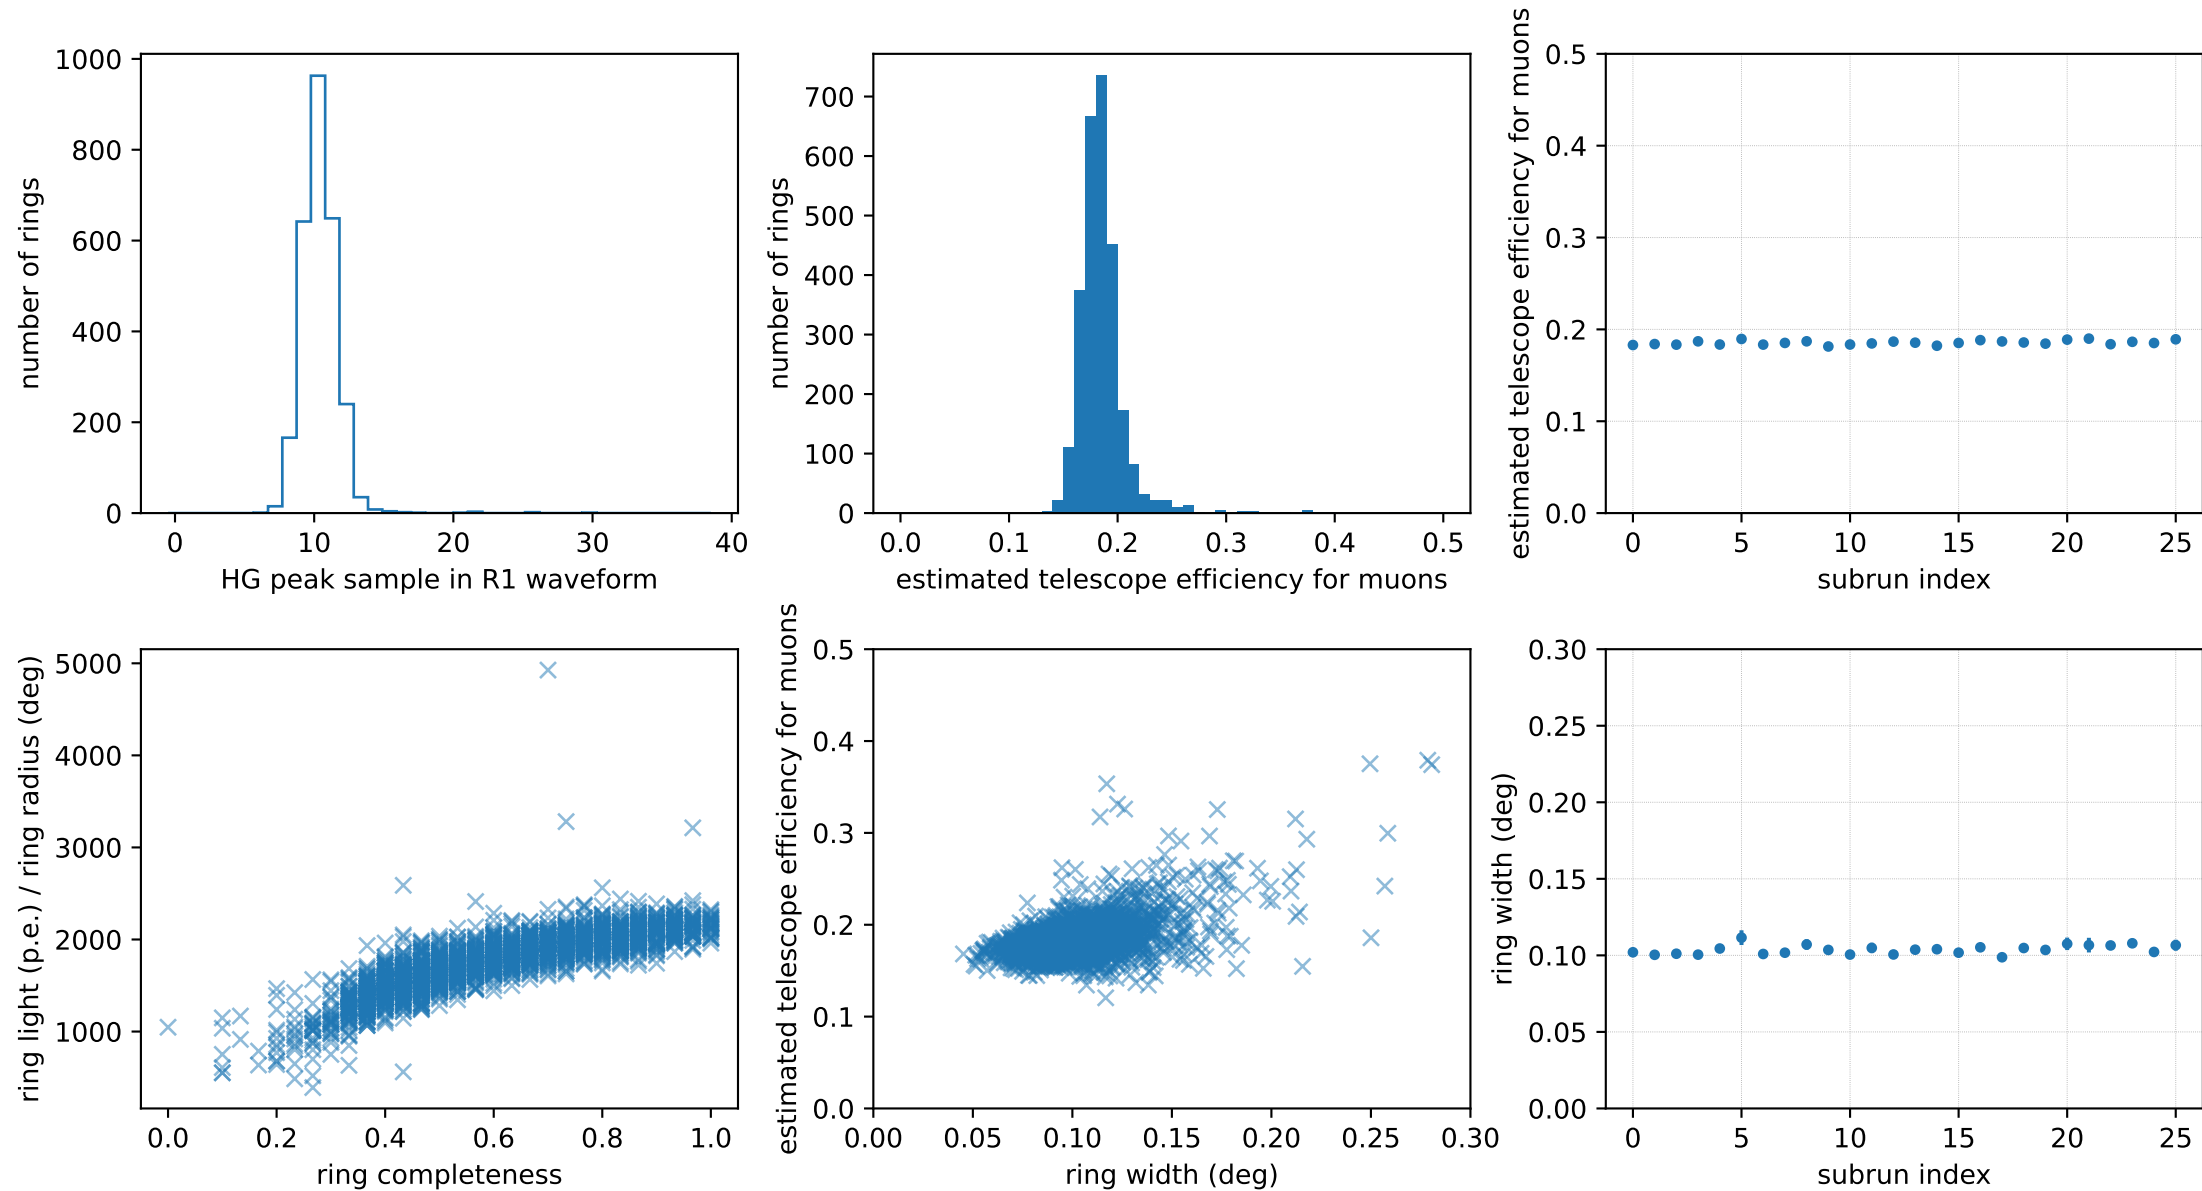 1000
800
600
400
200
0
number of rings
0 10 20 30 40
HG peak sample in R1 waveform
700
600
500
400
300
200
100
0
number of rings
0.0 0.1 0.2 0.3 0.4 0.5
estimated telescope efficiency for muons
0.5
0.4
0.3
0.2
0.1
0.0
estimated telescope efficiency for muons
0 5 10 15 20 25
subrun index
5000
4000
3000
2000
1000
ring light (p.e.) / ring radius (deg)
0.0 0.2 0.4 0.6 0.8 1.0
ring completeness
0.5
0.4
0.3
0.2
0.1
0.0
estimated telescope efficiency for muons
0.00 0.05 0.10 0.15 0.20 0.25 0.30
ring width (deg)
0.30
0.25
0.20
0.15
0.10
0.05
0.00
ring width (deg)
0 5 10 15 20 25
subrun index